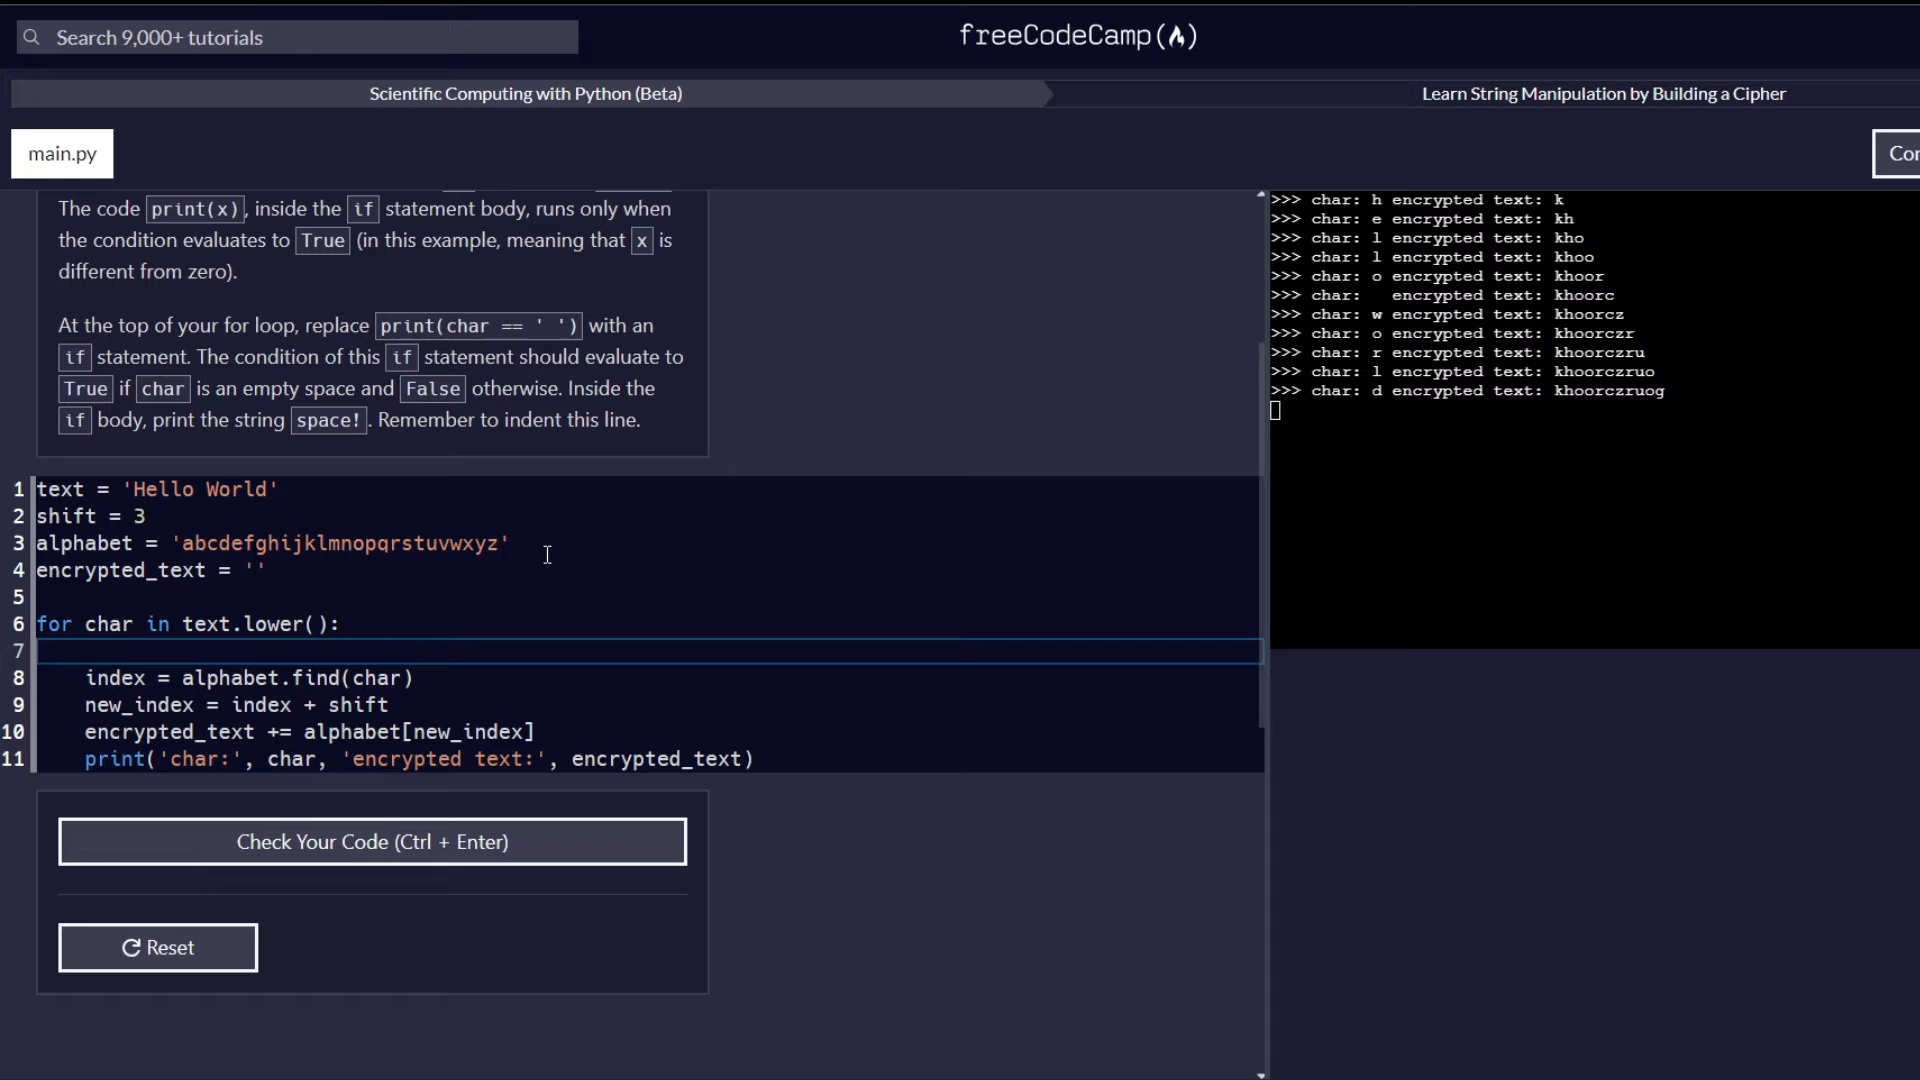 Search 9,000+ tutorials
freeCodeCamp
Scientific Computing with Python (Beta)
Learn String Manipulation by Building a Cipher
main.py
Cor
The code print(x), inside the if statement body, runs only when
the condition evaluates to True (in this example, meaning that x is
different from zero).
At the top of your for loop, replace print(char == ' ') with an
if statement. The condition of this if statement should evaluate to
True if char is an empty space and False otherwise. Inside the
if body, print the string space!. Remember to indent this line.
1 text = 'Hello World'
2 shift = 3
3 alphabet = 'abcdefghijklmnopqrstuvwxyz'
4 encrypted_text = ''
5
6 for char in text.lower():
7
8     index = alphabet.find(char)
9     new_index = index + shift
10     encrypted_text += alphabet[new_index]
11     print('char:', char, 'encrypted text:', encrypted_text)
Check Your Code (Ctrl + Enter)
Reset
>>> char: h encrypted text: k
>>> char: e encrypted text: kh
>>> char: l encrypted text: kho
>>> char: l encrypted text: khoo
>>> char: o encrypted text: khoor
>>> char:   encrypted text: khoorc
>>> char: w encrypted text: khoorcz
>>> char: o encrypted text: khoorczr
>>> char: r encrypted text: khoorczru
>>> char: l encrypted text: khoorczruo
>>> char: d encrypted text: khoorczruog